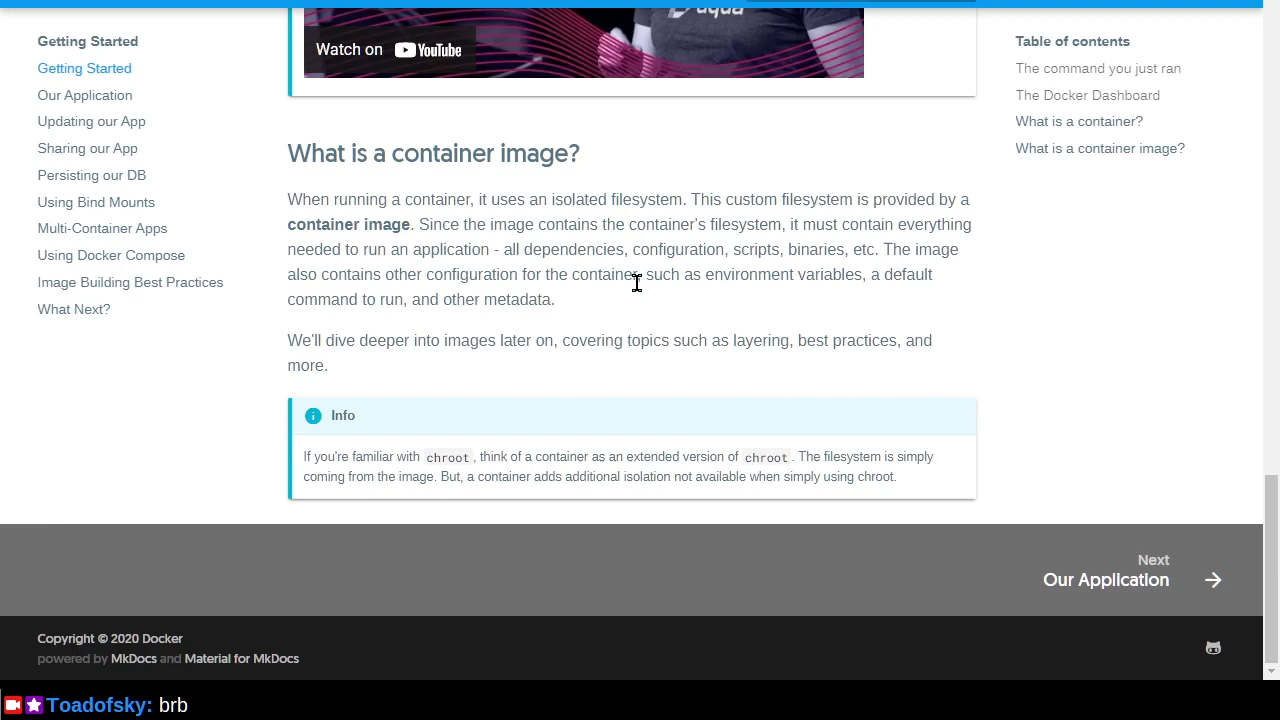 aqua
Watch on YouTube
Getting Started
Getting Started
Our Application
Updating our App
Sharing our App
Persisting our DB
Using Bind Mounts
Multi-Container Apps
Using Docker Compose
Image Building Best Practices
What Next?
What is a container image?
When running a container, it uses an isolated filesystem. This custom filesystem is provided by a
container image. Since the image contains the container's filesystem, it must contain everything
needed to run an application - all dependencies, configuration, scripts, binaries, etc. The image
also contains other configuration for the container, such as environment variables, a default
command to run, and other metadata.
We'll dive deeper into images later on, covering topics such as layering, best practices, and
more.
Info
If you're familiar with chroot, think of a container as an extended version of chroot. The filesystem is simply
coming from the image. But, a container adds additional isolation not available when simply using chroot.
Table of contents
The command you just ran
The Docker Dashboard
What is a container?
What is a container image?
Next
Our Application
Copyright © 2020 Docker
powered by MkDocs and Material for MkDocs
Toadofsky: brb